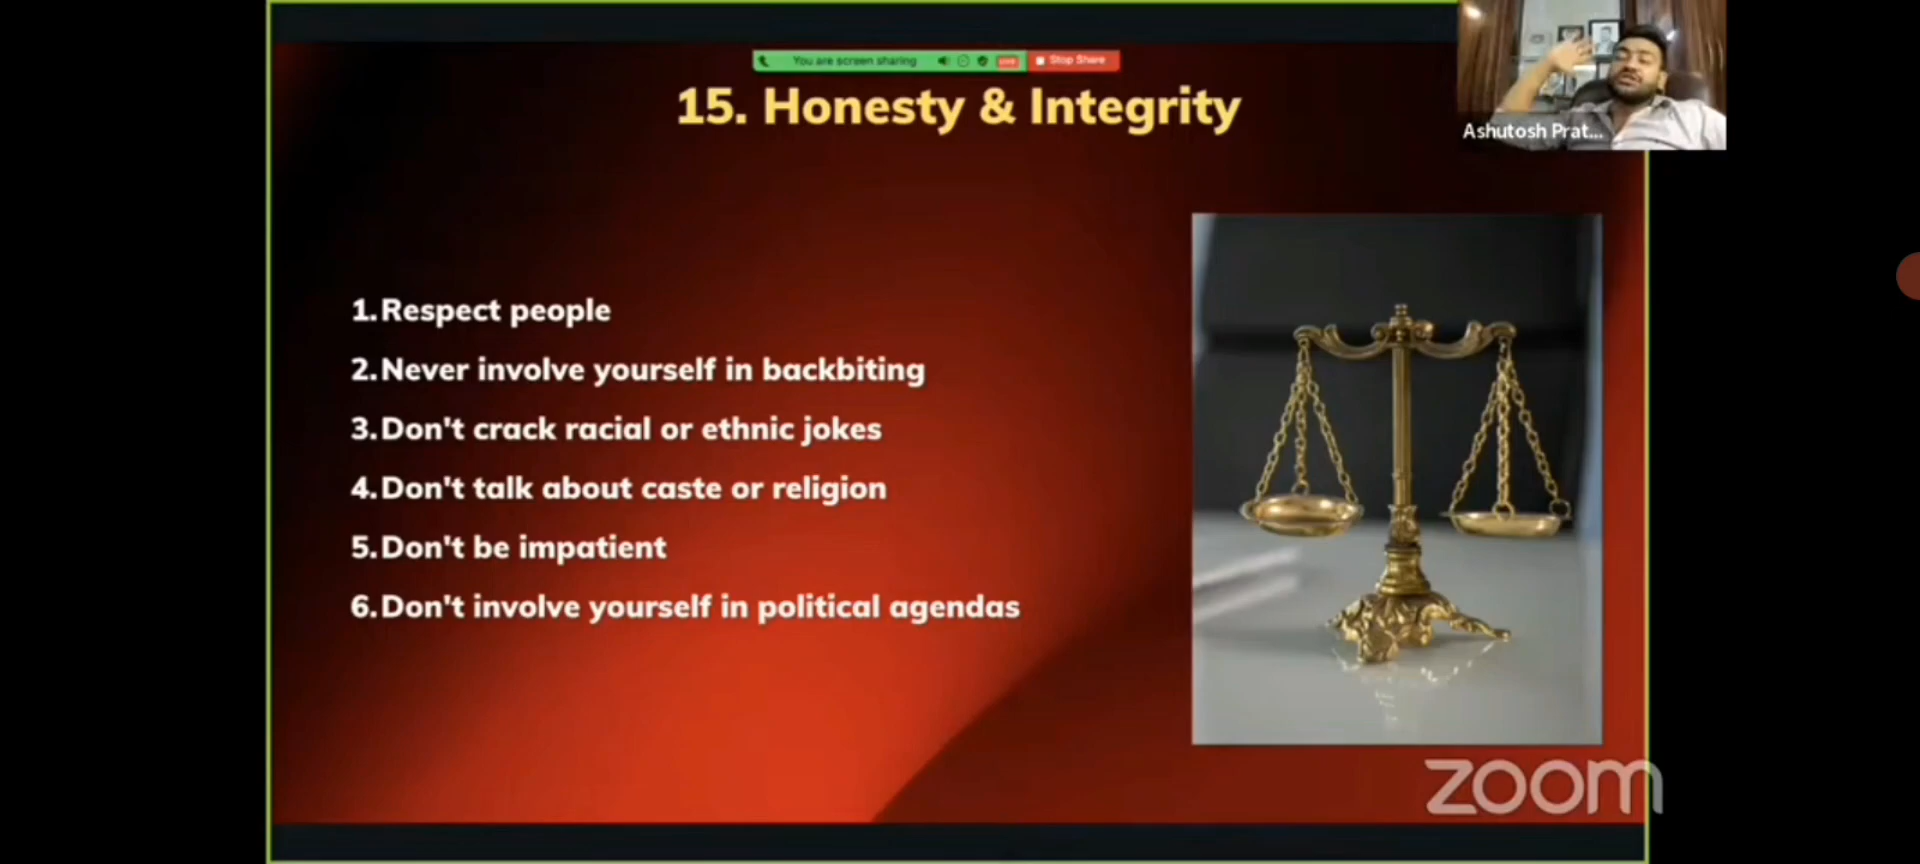 You are screen sharing
LIVE
Stop Share
15. Honesty & Integrity
Ashutosh Prat...
1. Respect people
2. Never involve yourself in backbiting
3. Don't crack racial or ethnic jokes
4. Don't talk about caste or religion
5. Don't be impatient
6. Don't involve yourself in political agendas
zoom